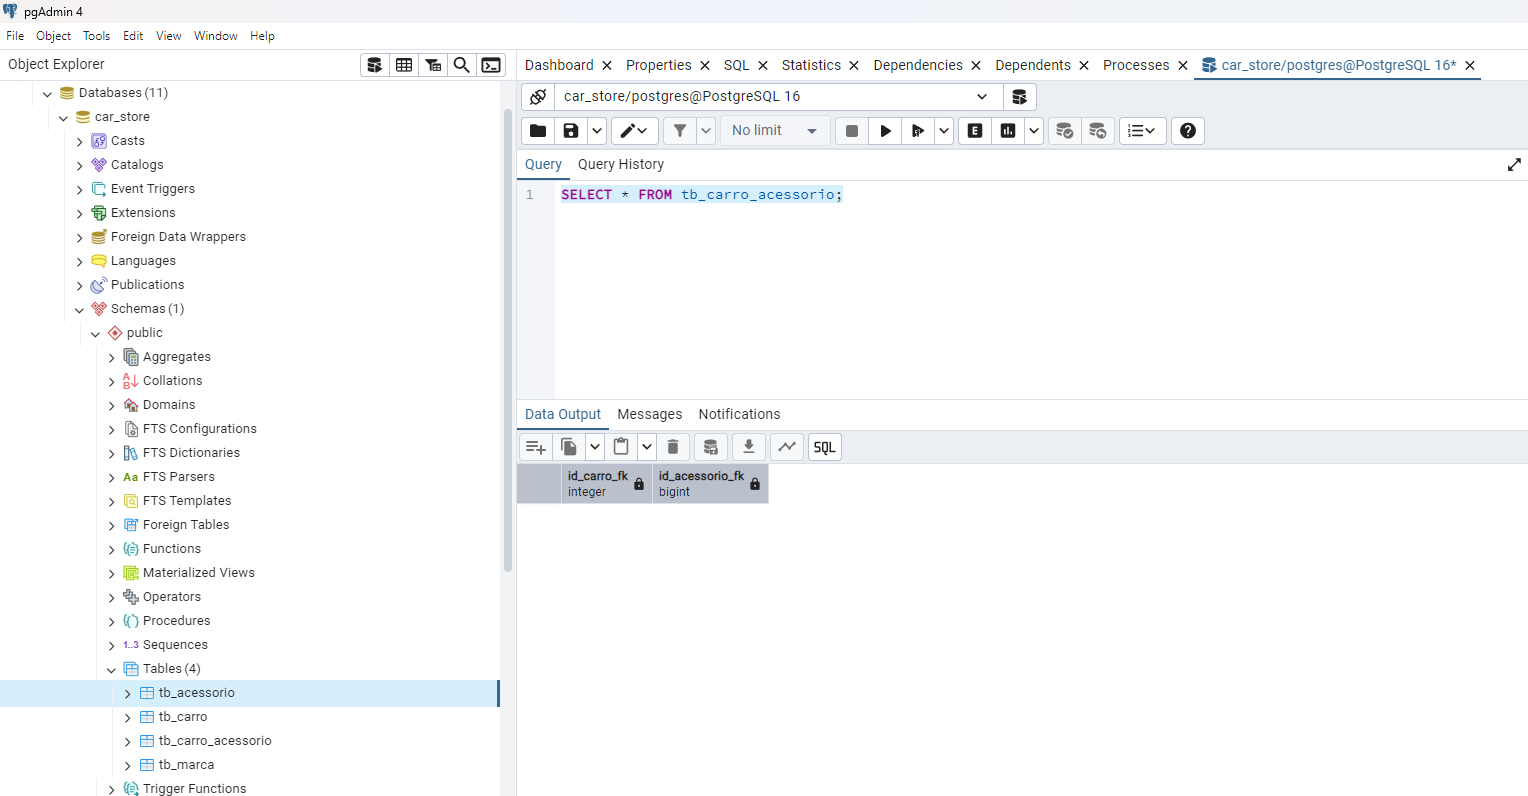 pgAdmin 4
File Object Tools Edit View Window Help
Object Explorer
Databases (11)
car_store
Casts
Catalogs
Event Triggers
Extensions
Foreign Data Wrappers
Languages
Publications
Schemas (1)
public
Aggregates
Collations
Domains
FTS Configurations
FTS Dictionaries
Aa FTS Parsers
FTS Templates
Foreign Tables
Functions
Materialized Views
Operators
Procedures
1..3 Sequences
Tables (4)
tb_acessorio
tb_carro
tb_carro_acessorio
tb_marca
Trigger Functions
Dashboard Properties SQL Statistics Dependencies Dependents Processes car_store/postgres@PostgreSQL 16*
car_store/postgres@PostgreSQL 16
No limit E
Query Query History
1 SELECT * FROM tb_carro_acessorio;
Data Output Messages Notifications
SQL
id_carro_fk id_acessorio_fk
integer bigint